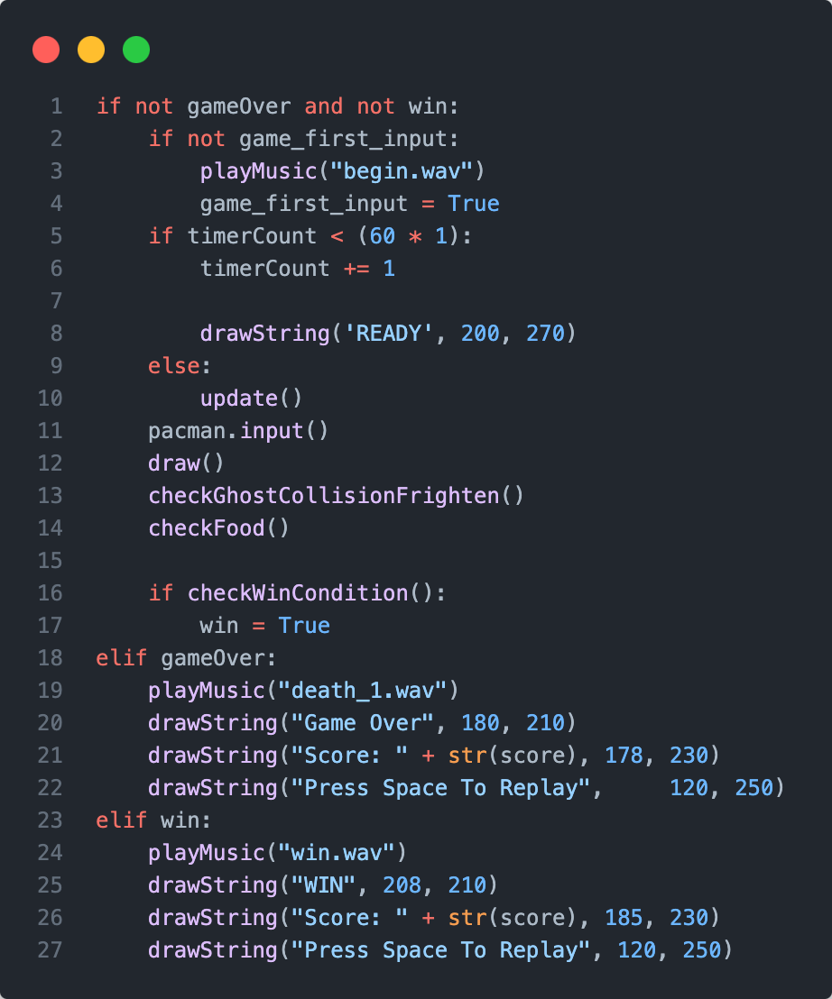 1 if not gameOver and not win:
2     if not game_first_input:
3         playMusic("begin.wav")
4         game_first_input = True
5     if timerCount < (60 * 1):
6         timerCount += 1
7
8         drawString('READY', 200, 270)
9     else:
10         update()
11     pacman.input()
12     draw()
13     checkGhostCollisionFrighten()
14     checkFood()
15
16     if checkWinCondition():
17         win = True
18 elif gameOver:
19     playMusic("death_1.wav")
20     drawString("Game Over", 180, 210)
21     drawString("Score: " + str(score), 178, 230)
22     drawString("Press Space To Replay",     120, 250)
23 elif win:
24     playMusic("win.wav")
25     drawString("WIN", 208, 210)
26     drawString("Score: " + str(score), 185, 230)
27     drawString("Press Space To Replay", 120, 250)